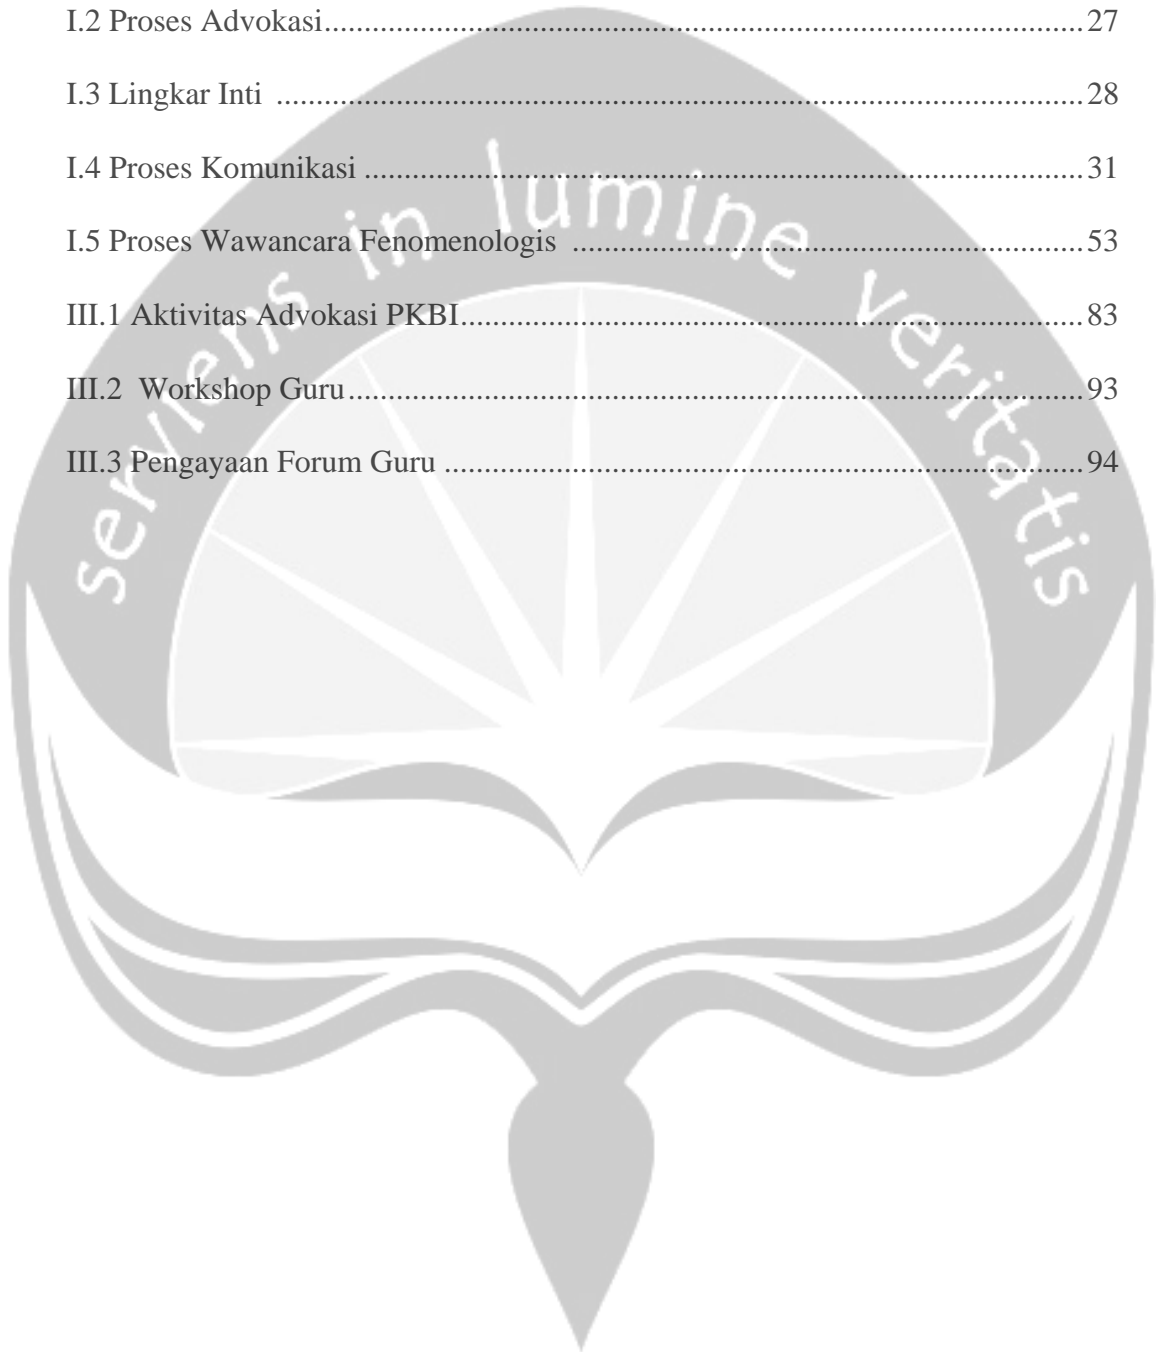 I.2 Proses Advokasi...............................................................................................27
I.3 Lingkar Inti .....................................................................................................28
I.4 Proses Komunikasi ..........................................................................................31
I.5 Proses Wawancara Fenomenologis ................................................................53
III.1 Aktivitas Advokasi PKBI..............................................................................83
III.2  Workshop Guru............................................................................................93
III.3 Pengayaan Forum Guru ................................................................................94
serviens in lumine veritatis